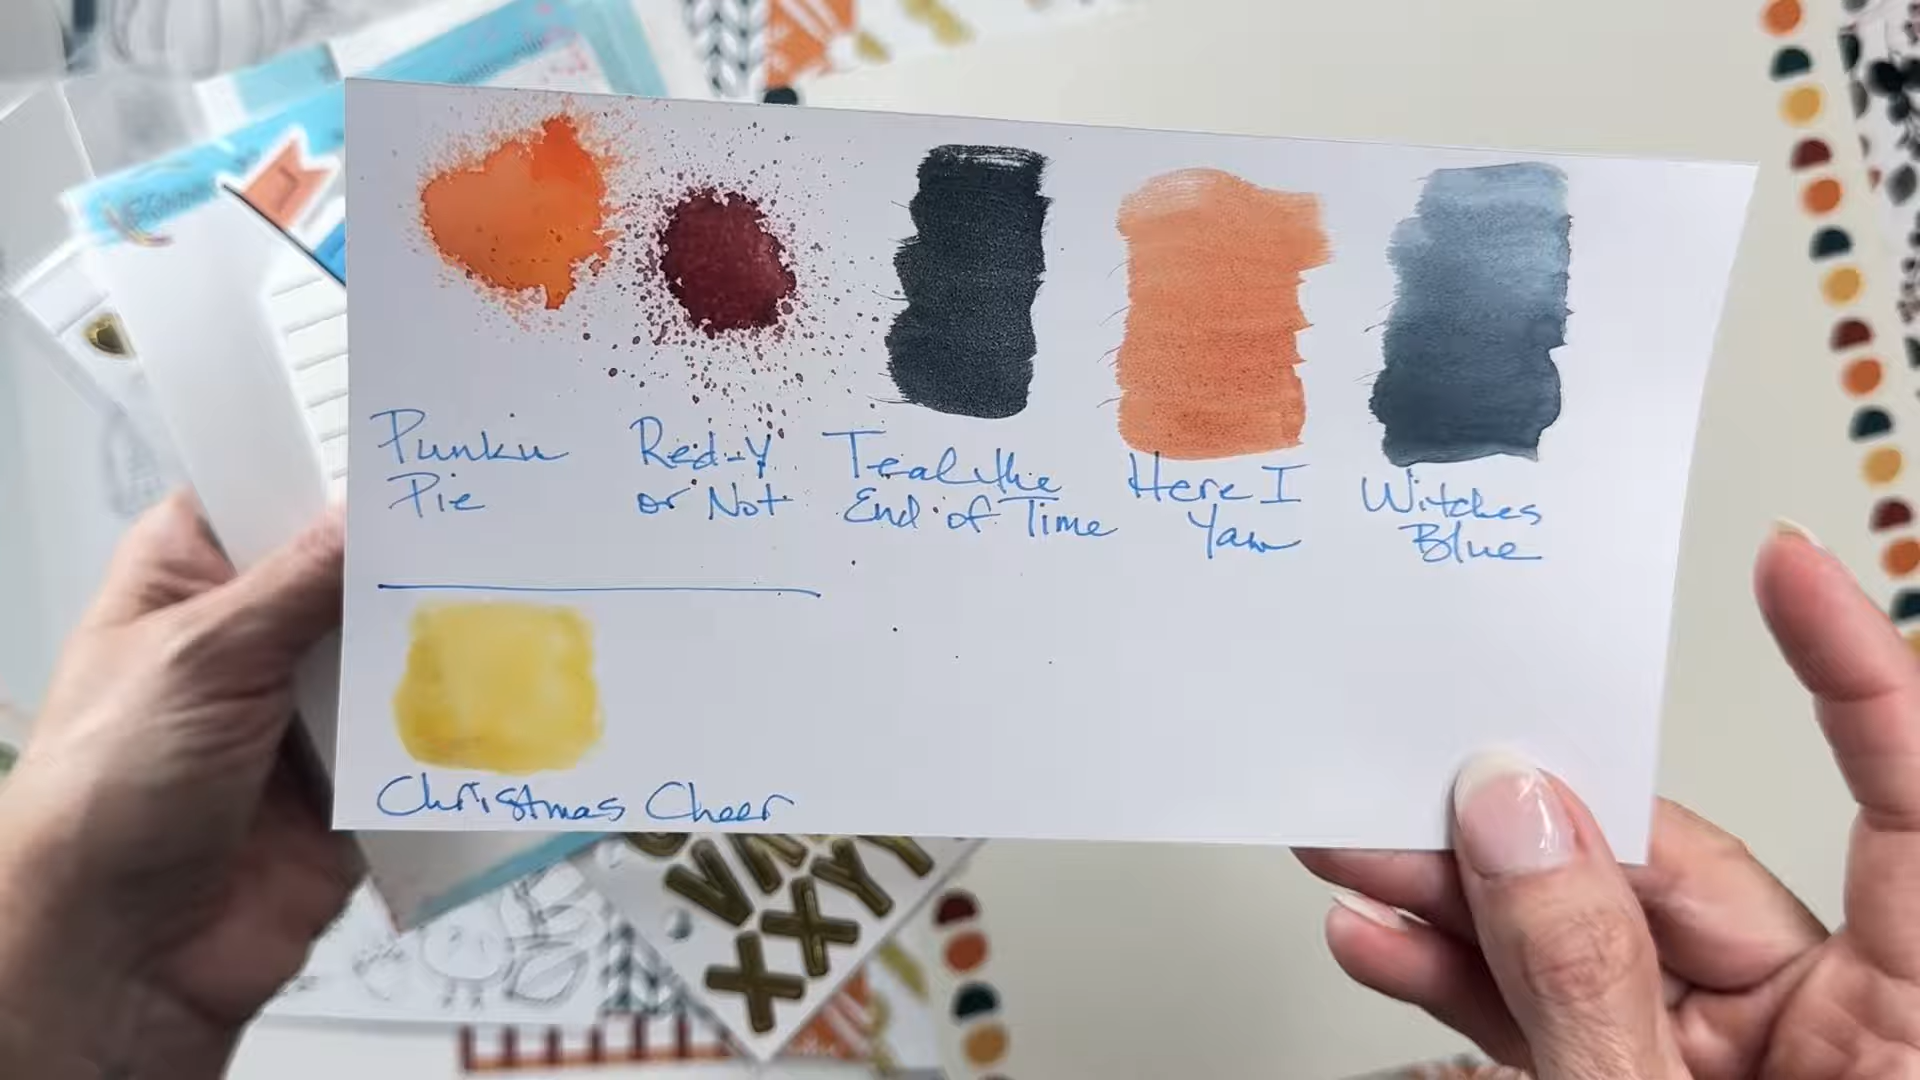 Punkin
Pie
Red-y
or Not
Teal the
End of Time
Here I
Yam
Witches
Blue
Christmas Cheer
X
X
Y
Y
X